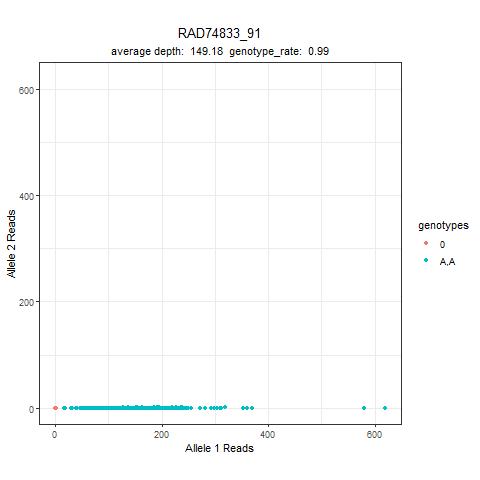 RAD74833_91
average depth:  149.18  genotype_rate:  0.99
600
400
200
0
Allele 2 Reads
0 200 400 600
Allele 1 Reads
genotypes
0
A,A